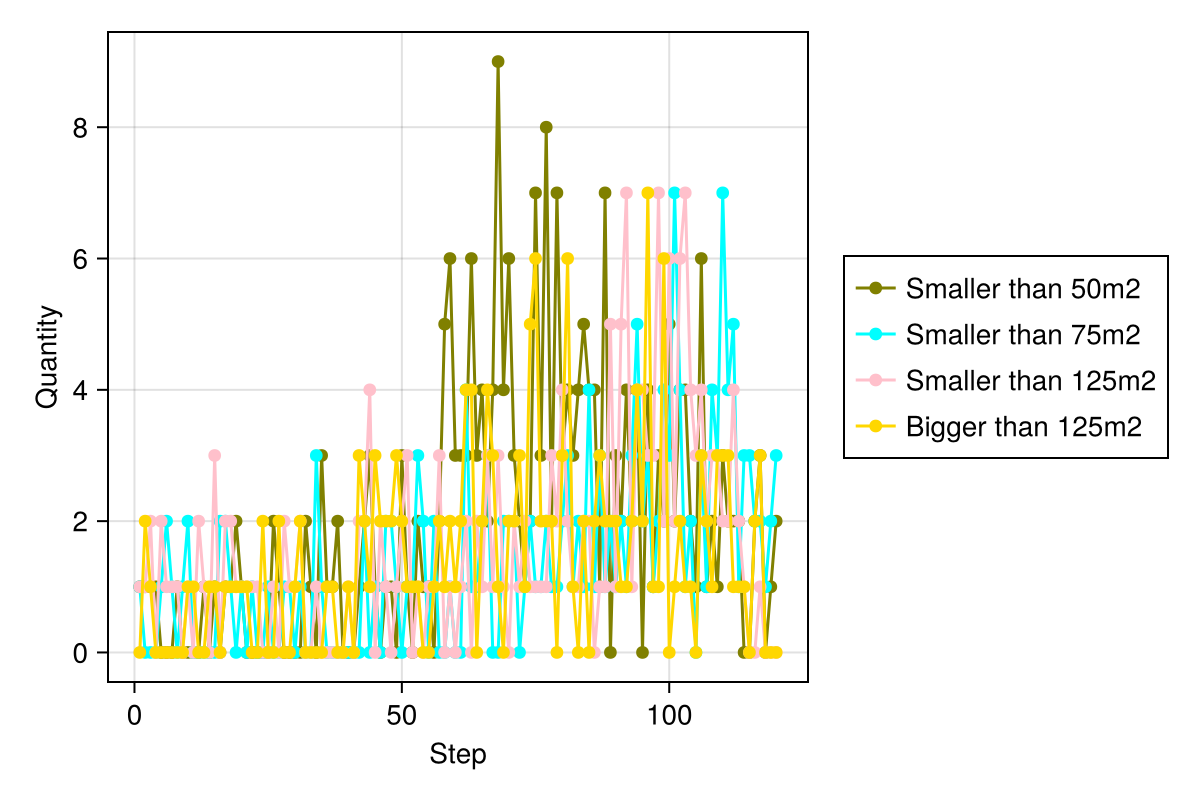 8
6
4
2
0
Quantity
0 50 100
Step
Smaller than 50m2
Smaller than 75m2
Smaller than 125m2
Bigger than 125m2